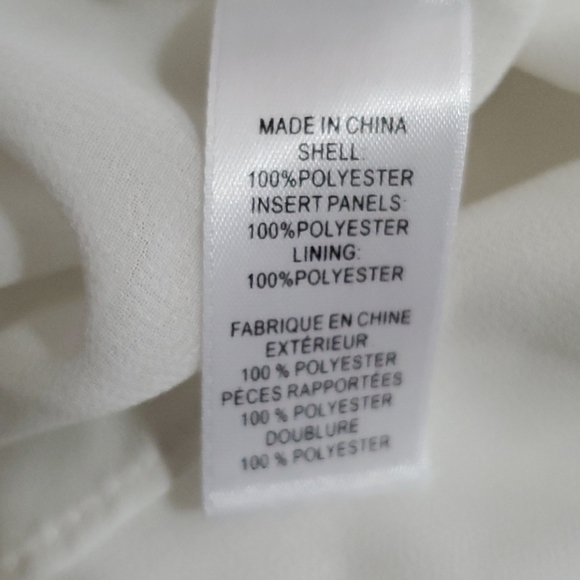 MADE IN CHINA
SHELL:
100%POLYESTER
INSERT PANELS:
100%POLYESTER
LINING:
100%POLYESTER
FABRIQUE EN CHINE
EXTÉRIEUR
100 % POLYESTER
PÉCES RAPPORTÉES
100 % POLYESTER
DOUBLURE
100 % POLYESTER